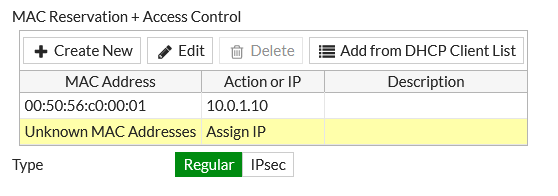 MAC Reservation + Access Control
Create New Edit Delete Add from DHCP Client List
MAC Address Action or IP Description
00:50:56:c0:00:01 10.0.1.10
Unknown MAC Addresses Assign IP
Type Regular IPsec